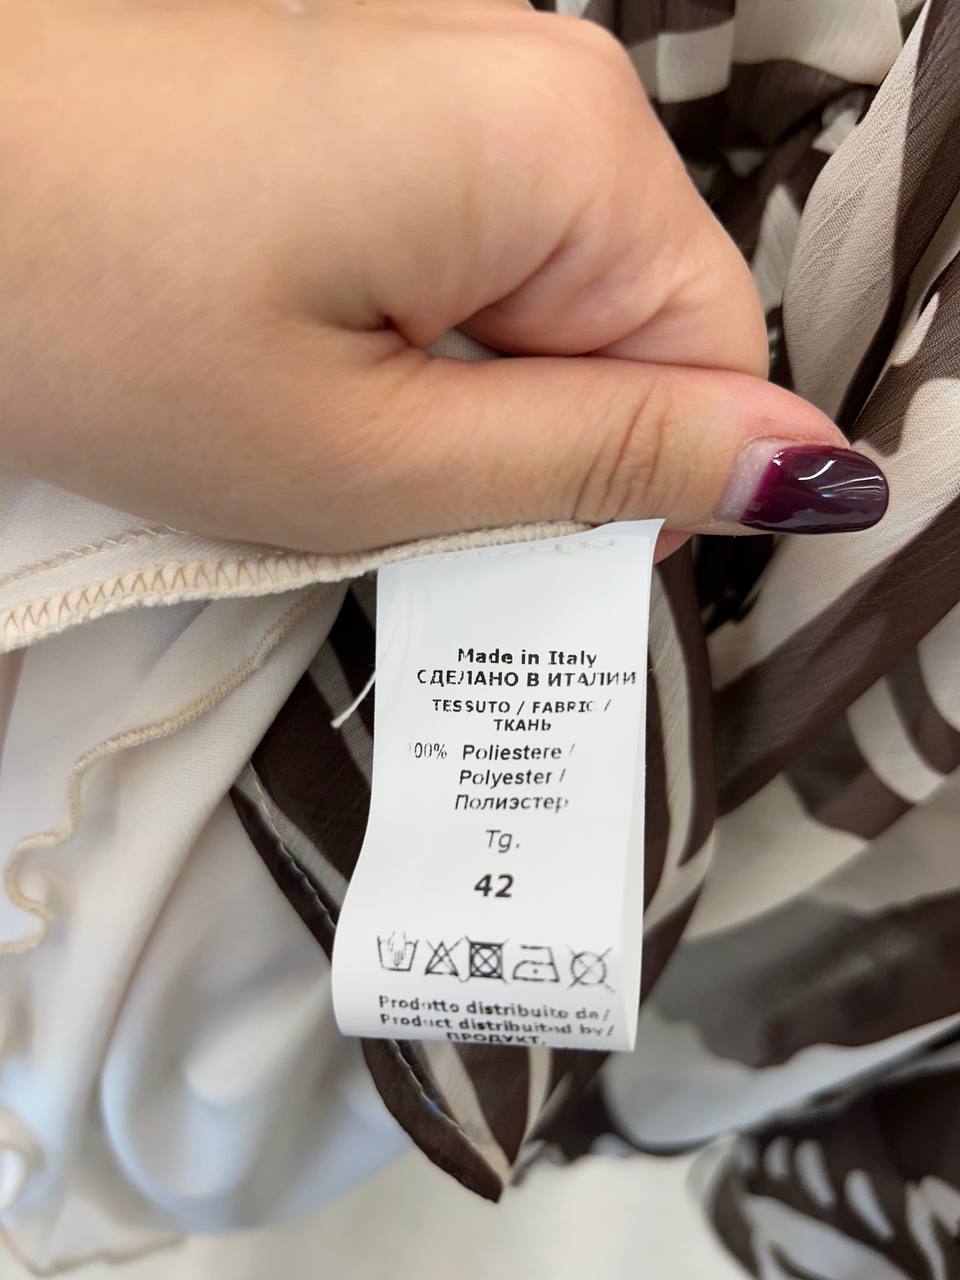 Made in Italy
СДЕЛАНО В ИТАЛИИ
TESSUTO / FABRIC /
ТКАНЬ
100% Poliestere /
Polyester /
Полиэстер
Tg.
42
Prodotto distribuito da /
Product distribuited by /
ПРОДУКТ,